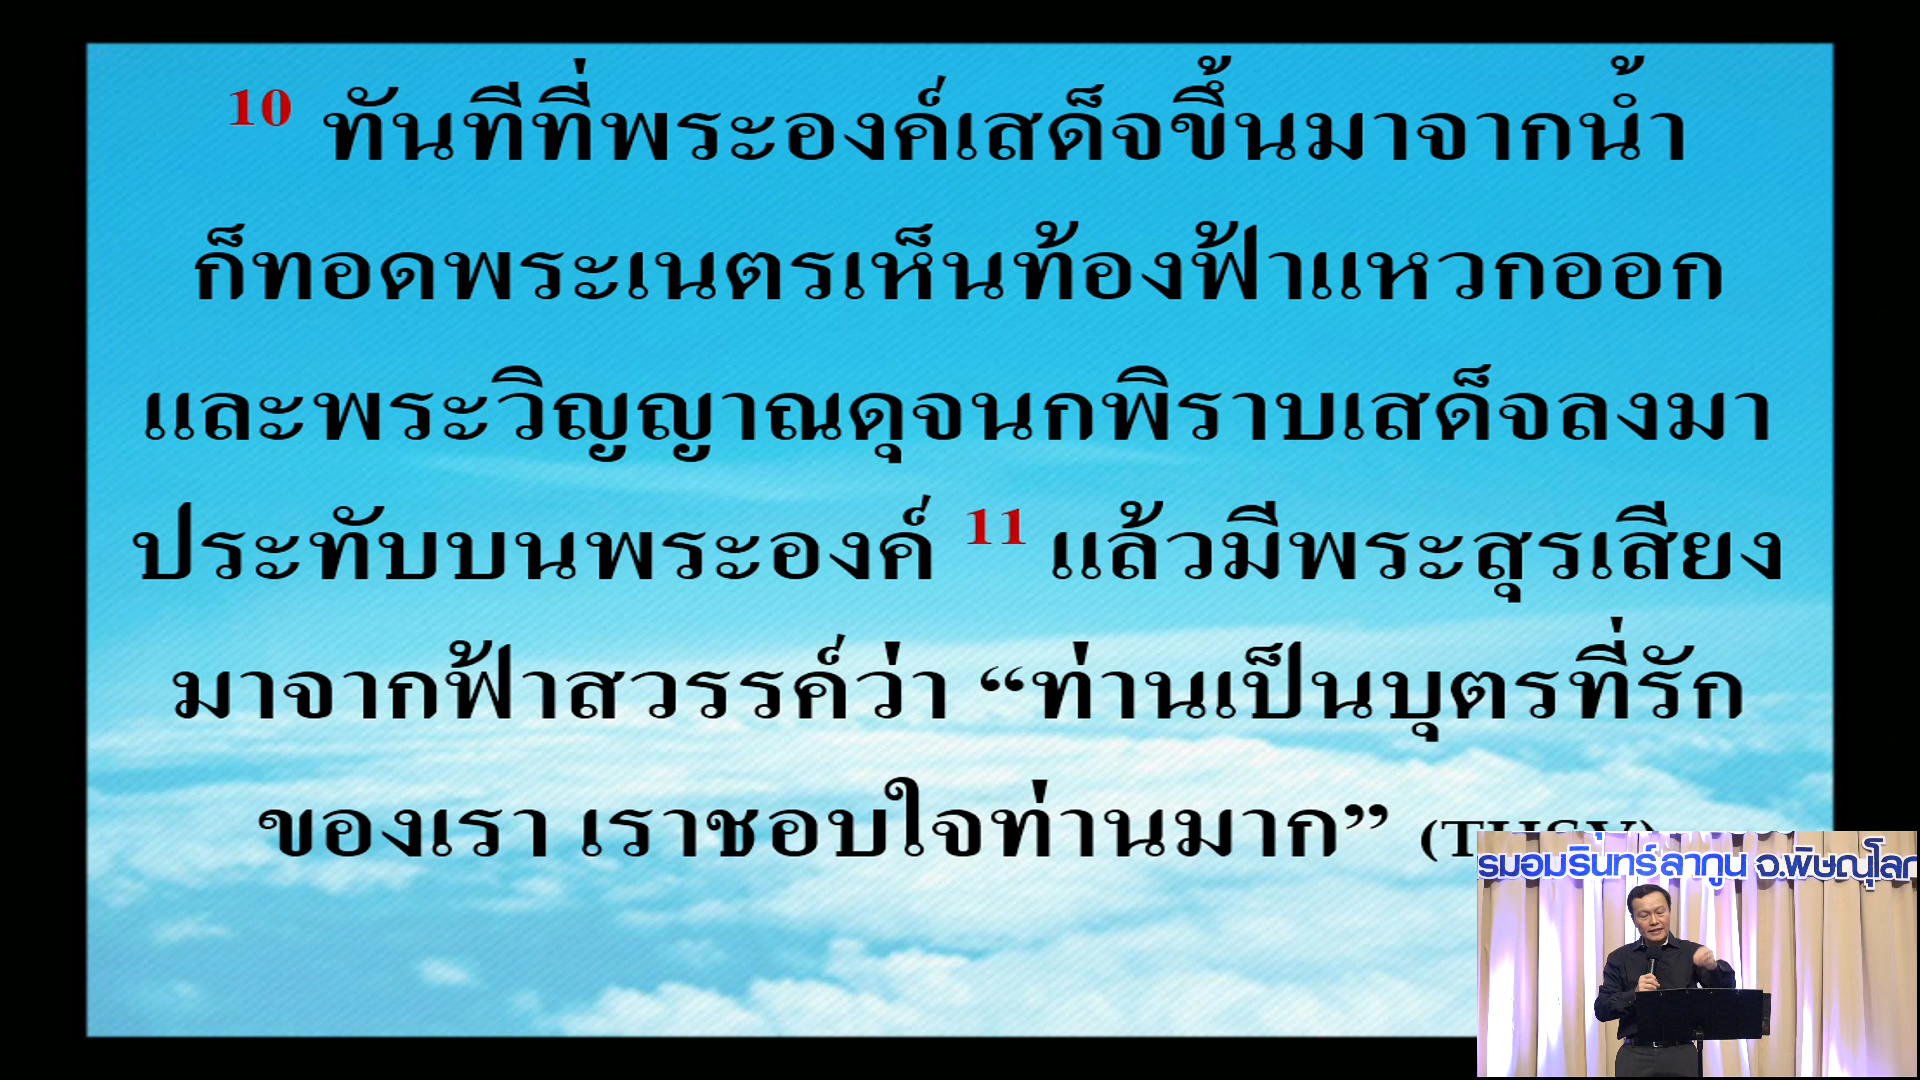 10 ทันทีที่พระองค์เสด็จขึ้นมาจากน้ำ
ก็ทอดพระเนตรเห็นท้องฟ้าแหวกออก
และพระวิญญาณดุจนกพิราบเสด็จลงมา
ประทับบนพระองค์ 11 แล้วมีพระสุรเสียง
มาจากฟ้าสวรรค์ว่า “ท่านเป็นบุตรที่รัก
ของเรา เราชอบใจท่านมาก”
รมอมรินทร์ลากูน จ.พิษณุโลก